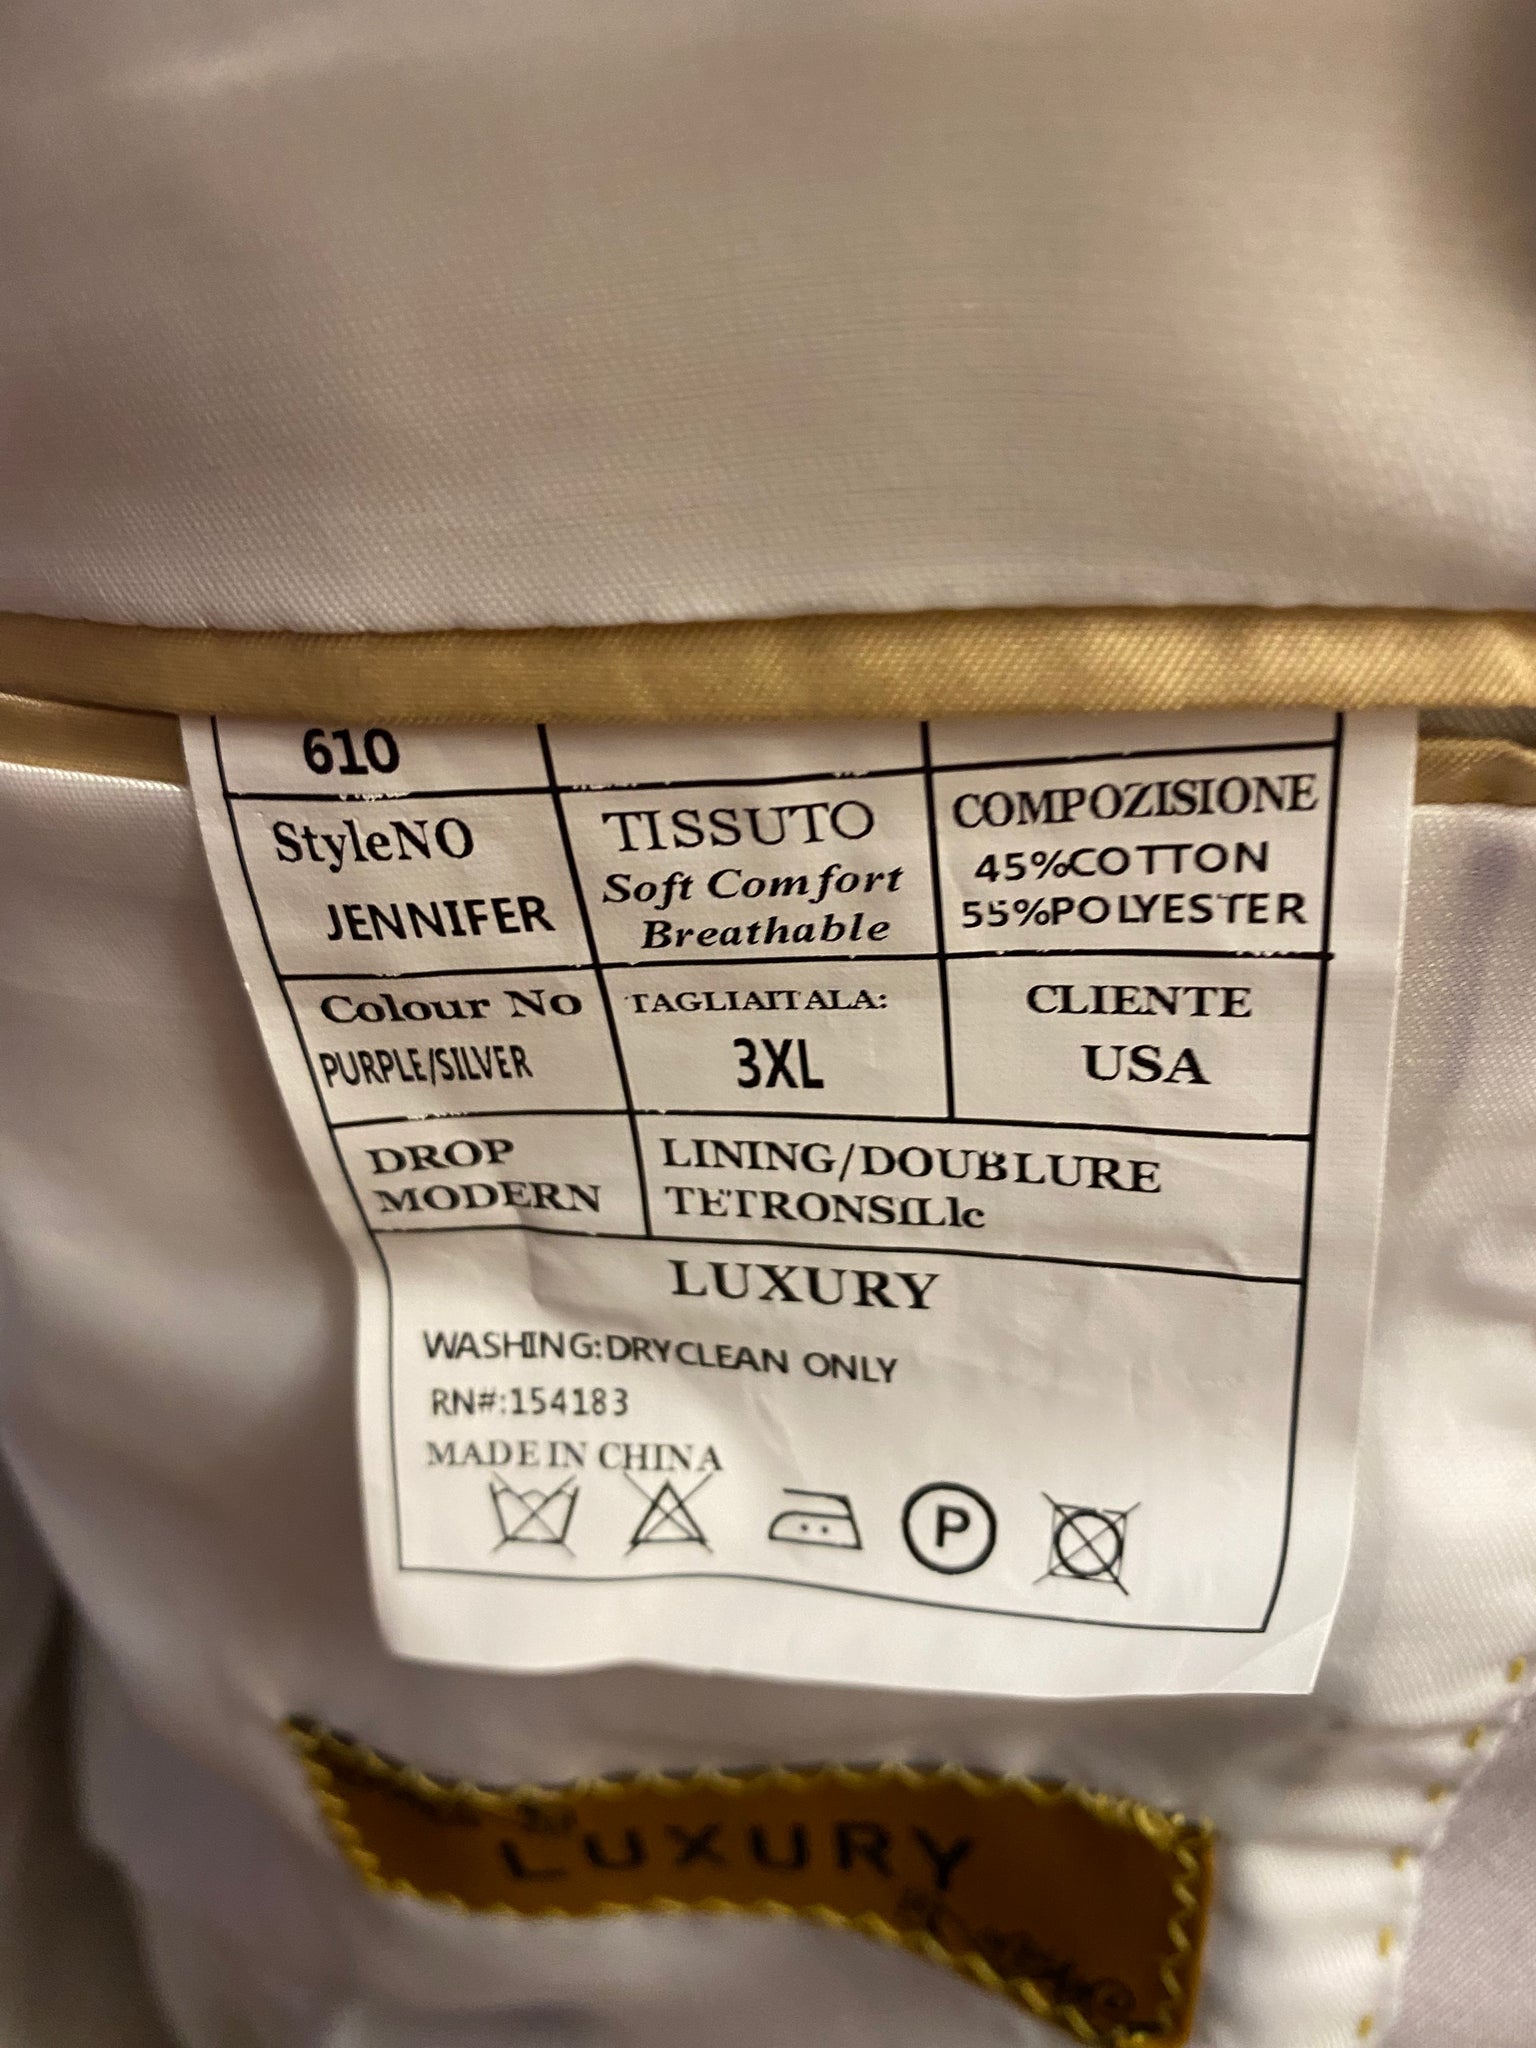 610
StyleNO
JENNIFER
TISSUTO
Soft Comfort
Breathable
COMPOZISIONE
45%COTTON
55%POLYESTER
Colour No
PURPLE/SILVER
TAGLIAITALA:
3XL
CLIENTE
USA
DROP
MODERN
LINING/DOUBLURE
TETRONSILlc
LUXURY
WASHING:DRYCLEAN ONLY
RN#:154183
MADE IN CHINA
P
LUXURY